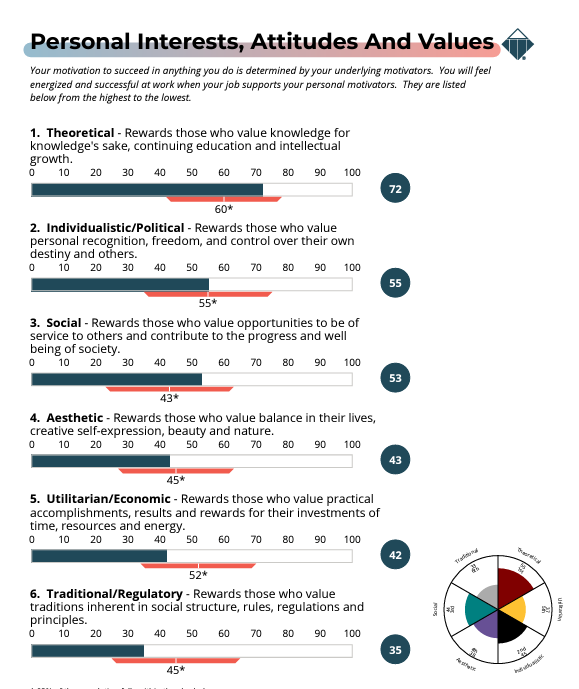 Personal Interests, Attitudes And Values
Your motivation to succeed in anything you do is determined by your underlying motivators. You will feel
energized and successful at work when your job supports your personal motivators. They are listed
below from the highest to the lowest.
1. Theoretical - Rewards those who value knowledge for
knowledge's sake, continuing education and intellectual
growth.
0 10 20 30 40 50 60 70 80 90 100
72
60*
2. Individualistic/Political - Rewards those who value
personal recognition, freedom, and control over their own
destiny and others.
0 10 20 30 40 50 60 70 80 90 100
55
55*
3. Social - Rewards those who value opportunities to be of
service to others and contribute to the progress and well
being of society.
0 10 20 30 40 50 60 70 80 90 100
53
43*
4. Aesthetic - Rewards those who value balance in their lives,
creative self-expression, beauty and nature.
0 10 20 30 40 50 60 70 80 90 100
43
45*
5. Utilitarian/Economic - Rewards those who value practical
accomplishments, results and rewards for their investments of
time, resources and energy.
0 10 20 30 40 50 60 70 80 90 100
42
52*
6. Traditional/Regulatory - Rewards those who value
traditions inherent in social structure, rules, regulations and
principles.
0 10 20 30 40 50 60 70 80 90 100
35
45*
Traditional
Theoretical
Social
Utilitarian
Aesthetic
Individualistic